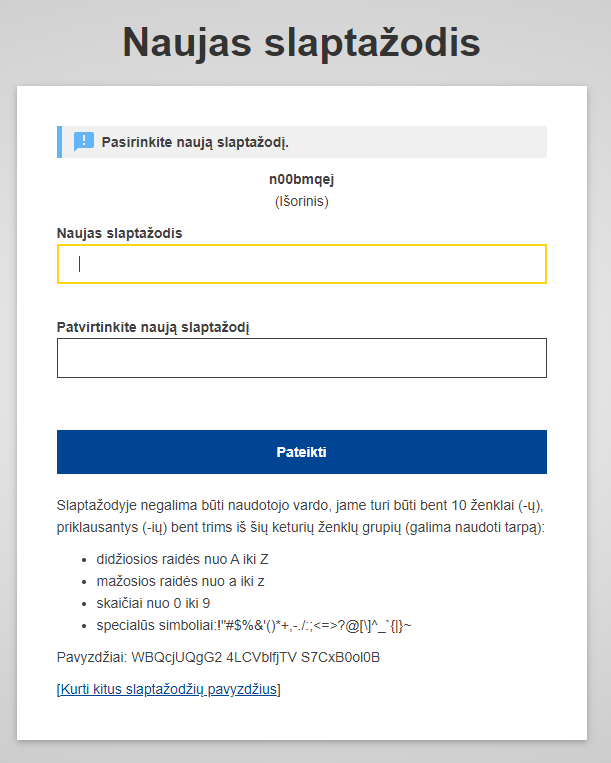 Naujas slaptažodis
Pasirinkite naują slaptažodį.
n00bmqej
(Išorinis)
Naujas slaptažodis
Patvirtinkite naują slaptažodį
Pateikti
Slaptažodyje negalima būti naudotojo vardo, jame turi būti bent 10 ženklai (-ų),
priklausantys (-ių) bent trims iš šių keturių ženklų grupių (galima naudoti tarpą):
• didžiosios raidės nuo A iki Z
• mažosios raidės nuo a iki z
• skaičiai nuo 0 iki 9
• specialūs simboliai:!"#$%&'()*+,-./:;<=>?@[\]^_`{|}~
Pavyzdžiai: WBQcjUQgG2 4LCVblfjTV S7CxB0ol0B
[Kurti kitus slaptažodžių pavyzdžius]